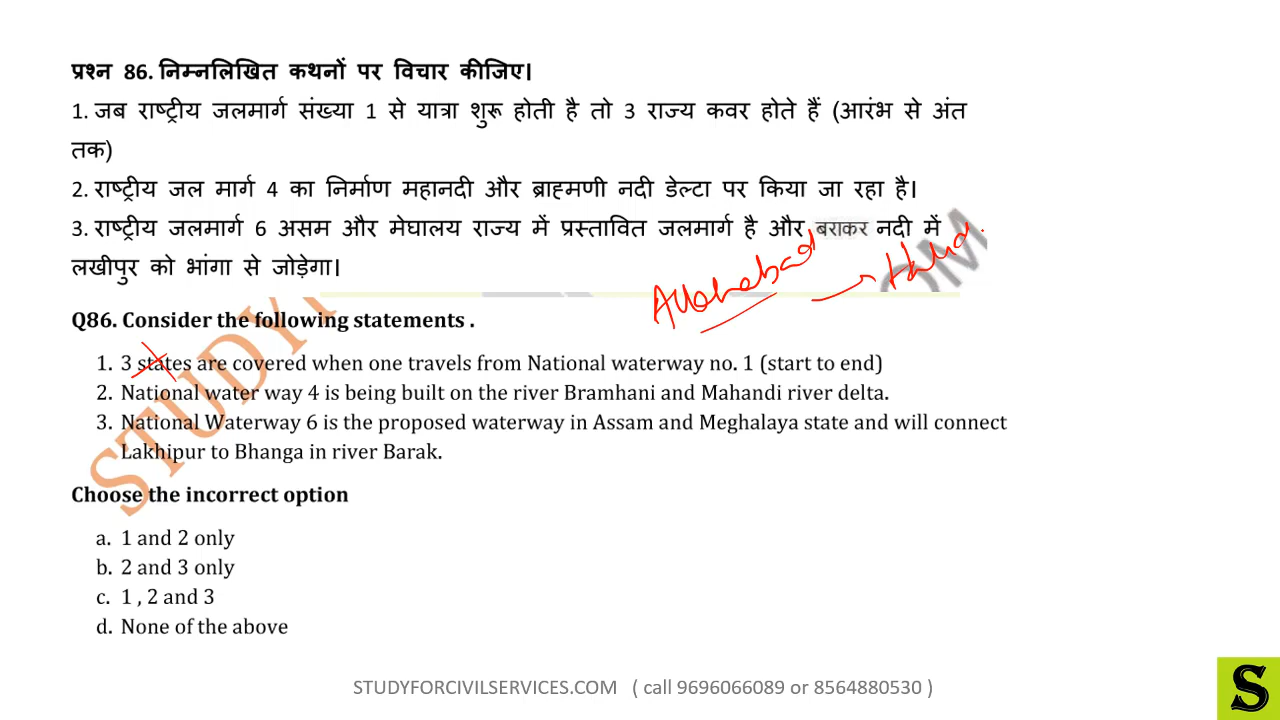 प्रश्न 86. निम्नलिखित कथनों पर विचार कीजिए।
1. जब राष्ट्रीय जलमार्ग संख्या 1 से यात्रा शुरू होती है तो 3 राज्य कवर होते हैं (आरंभ से अंत
तक)
2. राष्ट्रीय जल मार्ग 4 का निर्माण महानदी और ब्राह्मणी नदी डेल्टा पर किया जा रहा है।
3. राष्ट्रीय जलमार्ग 6 असम और मेघालय राज्य में प्रस्तावित जलमार्ग है और बराकर नदी में
लखीपुर को भांगा से जोड़ेगा।
Allahabad
Q86. Consider the following statements .
1. 3 states are covered when one travels from National waterway no. 1 (start to end)
2. National water way 4 is being built on the river Bramhani and Mahandi river delta.
3. National Waterway 6 is the proposed waterway in Assam and Meghalaya state and will connect
Lakhipur to Bhanga in river Barak.
Choose the incorrect option
a. 1 and 2 only
b. 2 and 3 only
c. 1 , 2 and 3
d. None of the above
STUDYFORCIVILSERVICES.COM ( call 9696066089 or 8564880530 )
S